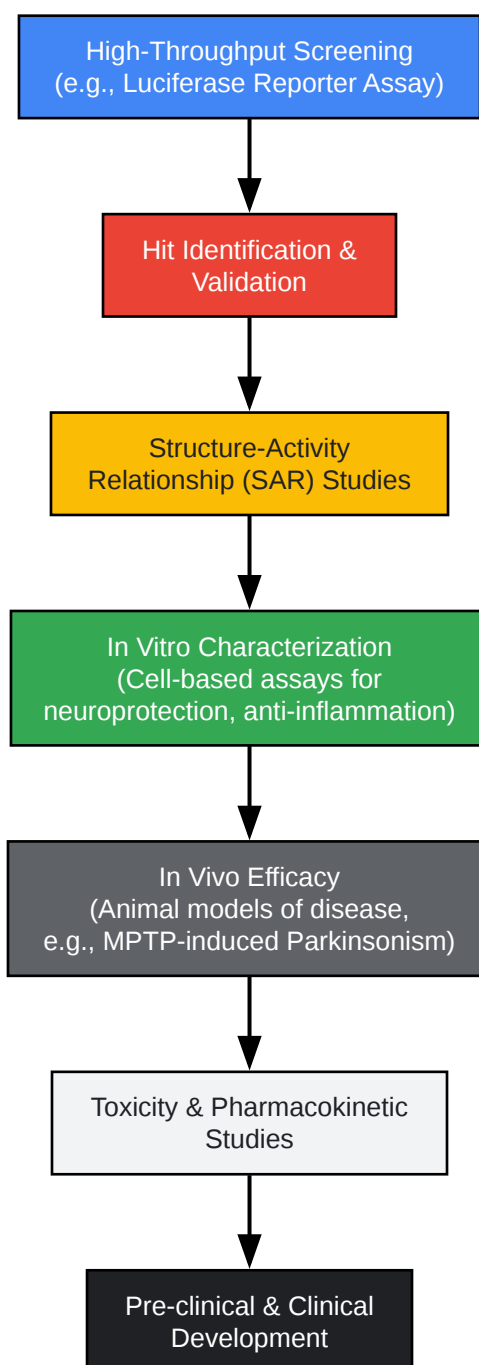 High-Throughput Screening
(e.g., Luciferase Reporter Assay)
Hit Identification &
Validation
Structure-Activity
Relationship (SAR) Studies
In Vitro Characterization
(Cell-based assays for
neuroprotection, anti-inflammation)
In Vivo Efficacy
(Animal models of disease,
e.g., MPTP-induced Parkinsonism)
Toxicity & Pharmacokinetic
Studies
Pre-clinical & Clinical
Development